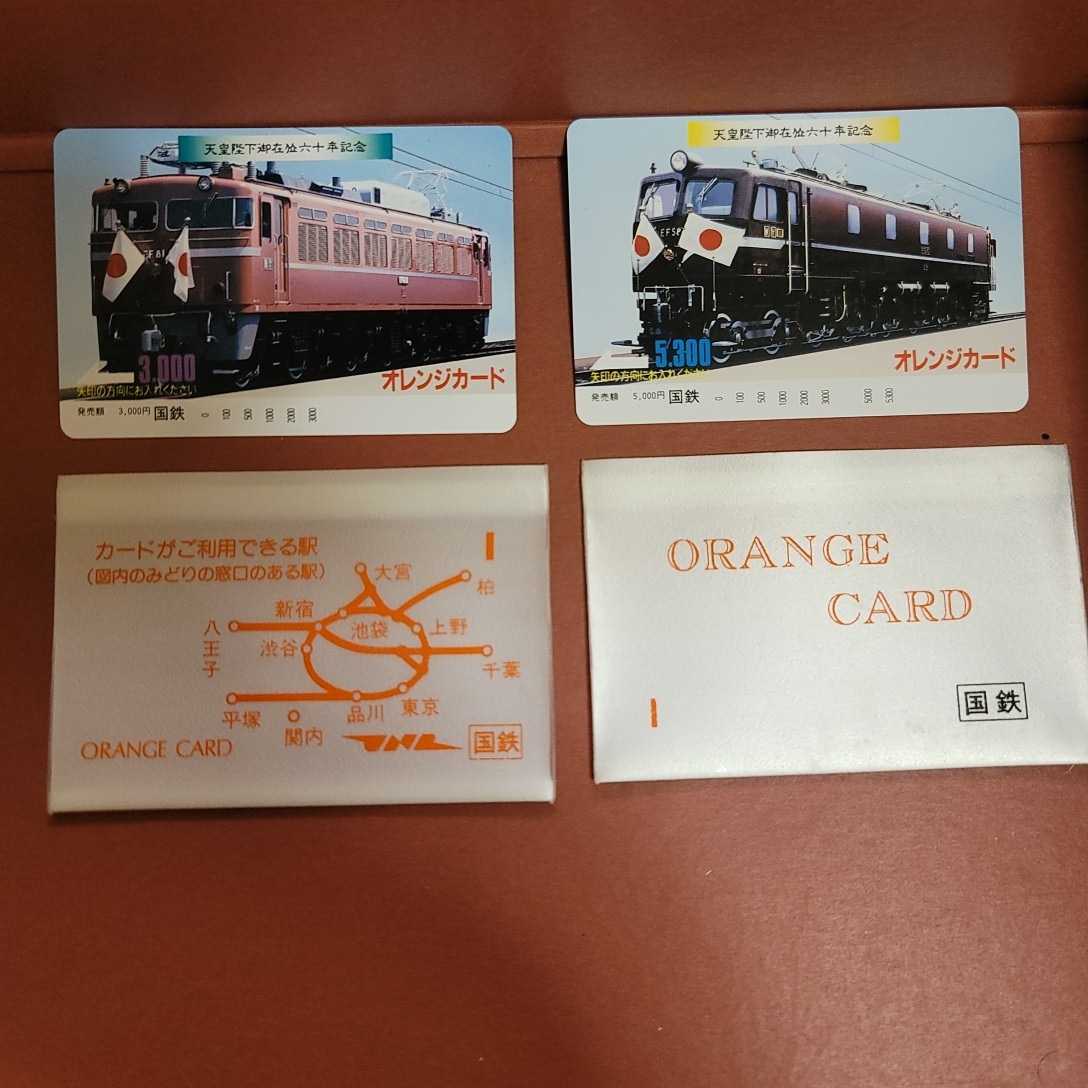 天皇陛下御在位六十年記念
EF81
3,000
矢印の方向にお入れください
オレンジカード
発売額 3,000円 国鉄 0 100 500 1000 2000 3000
天皇陛下御在位六十年記念
EF58
5,300
矢印の方向にお入れください
オレンジカード
発売額 5,000円 国鉄 0 100 500 1000 2000 3000 5000 5300
カードがご利用できる駅
(図内のみどりの窓口のある駅)
大宮
柏
新宿
池袋
上野
八王子
渋谷
千葉
平塚
関内
品川
東京
ORANGE CARD
JNR
国鉄
ORANGE
CARD
国鉄